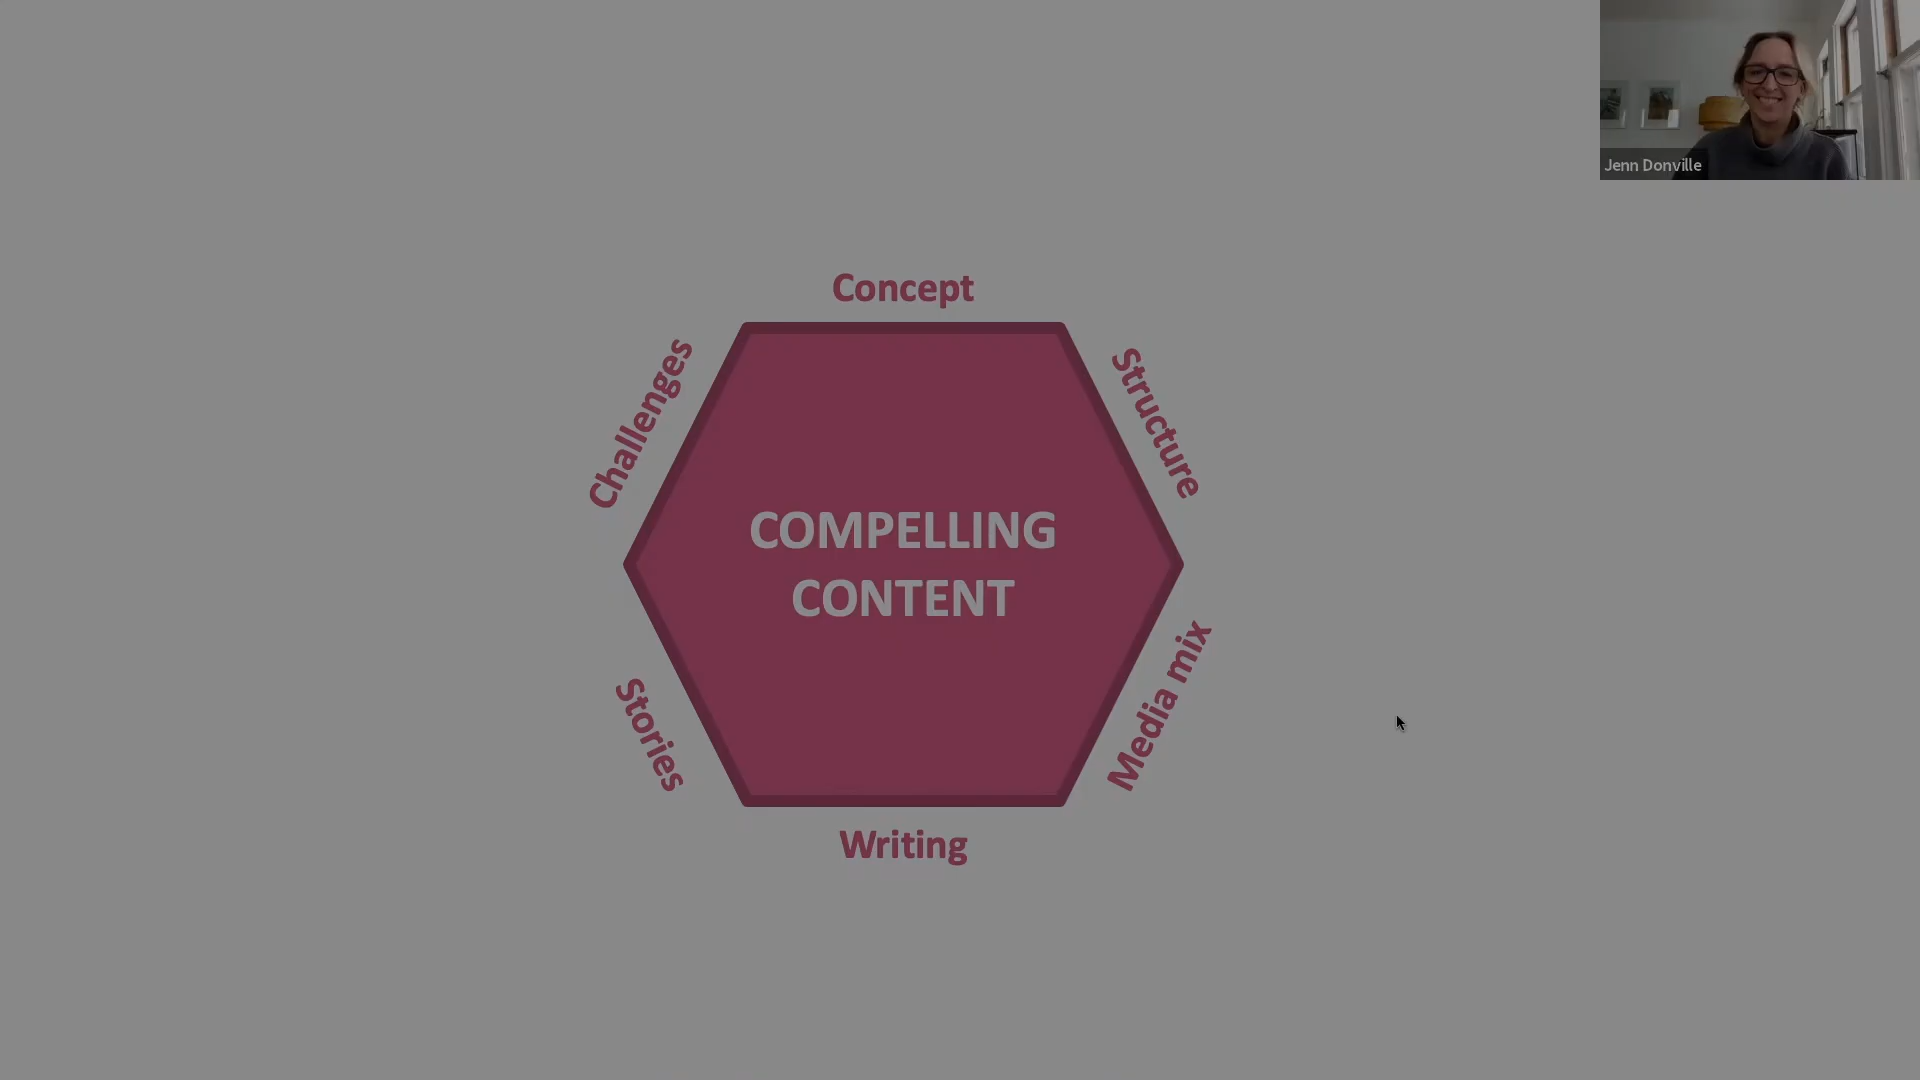 Jenn Donville
Concept
Challenges
Structure
COMPELLING
CONTENT
Stories
Media mix
Writing